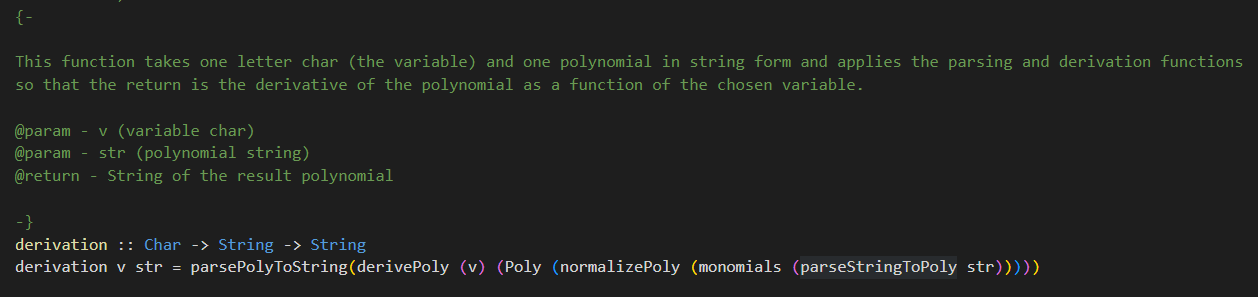 {-
This function takes one letter char (the variable) and one polynomial in string form and applies the parsing and derivation functions
so that the return is the derivative of the polynomial as a function of the chosen variable.
@param - v (variable char)
@param - str (polynomial string)
@return - String of the result polynomial
-}
derivation :: Char -> String -> String
derivation v str = parsePolyToString(derivePoly (v) (Poly (normalizePoly (monomials (parseStringToPoly str)))))